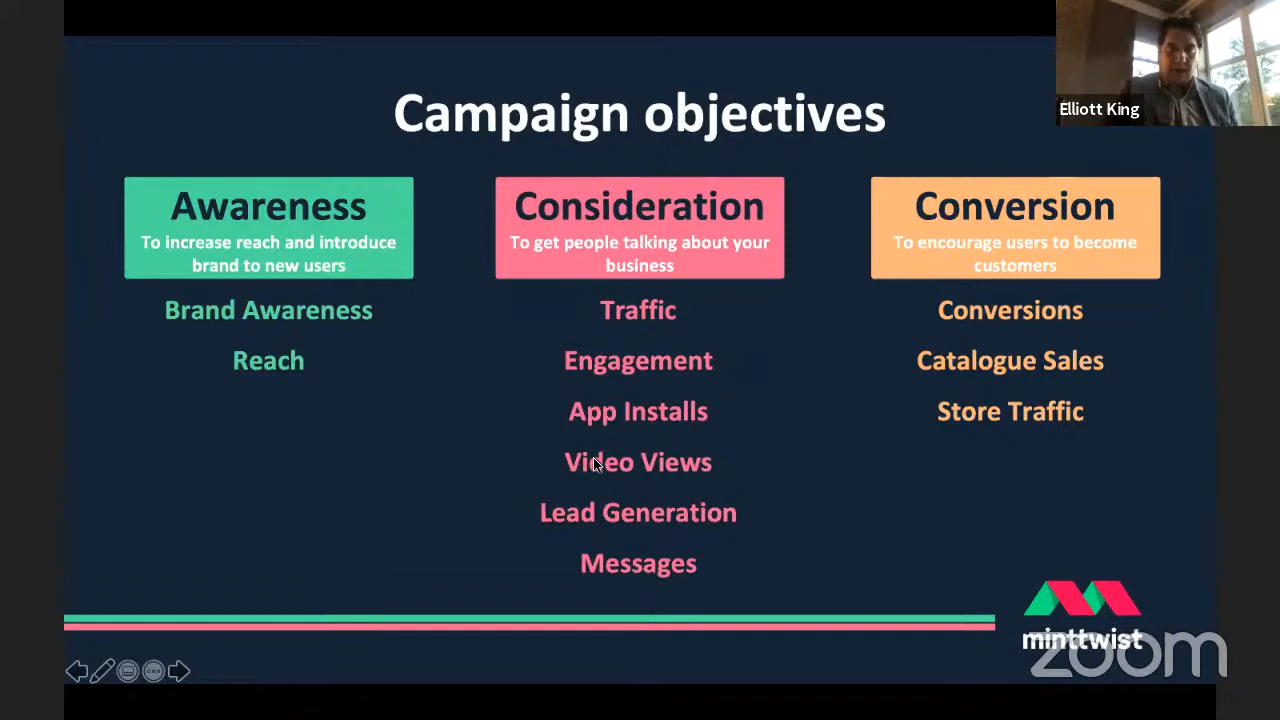 Elliott King
Campaign objectives
Awareness
To increase reach and introduce
brand to new users
Brand Awareness
Reach
Consideration
To get people talking about your
business
Traffic
Engagement
App Installs
Video Views
Lead Generation
Messages
Conversion
To encourage users to become
customers
Conversions
Catalogue Sales
Store Traffic
minttwist
zoom